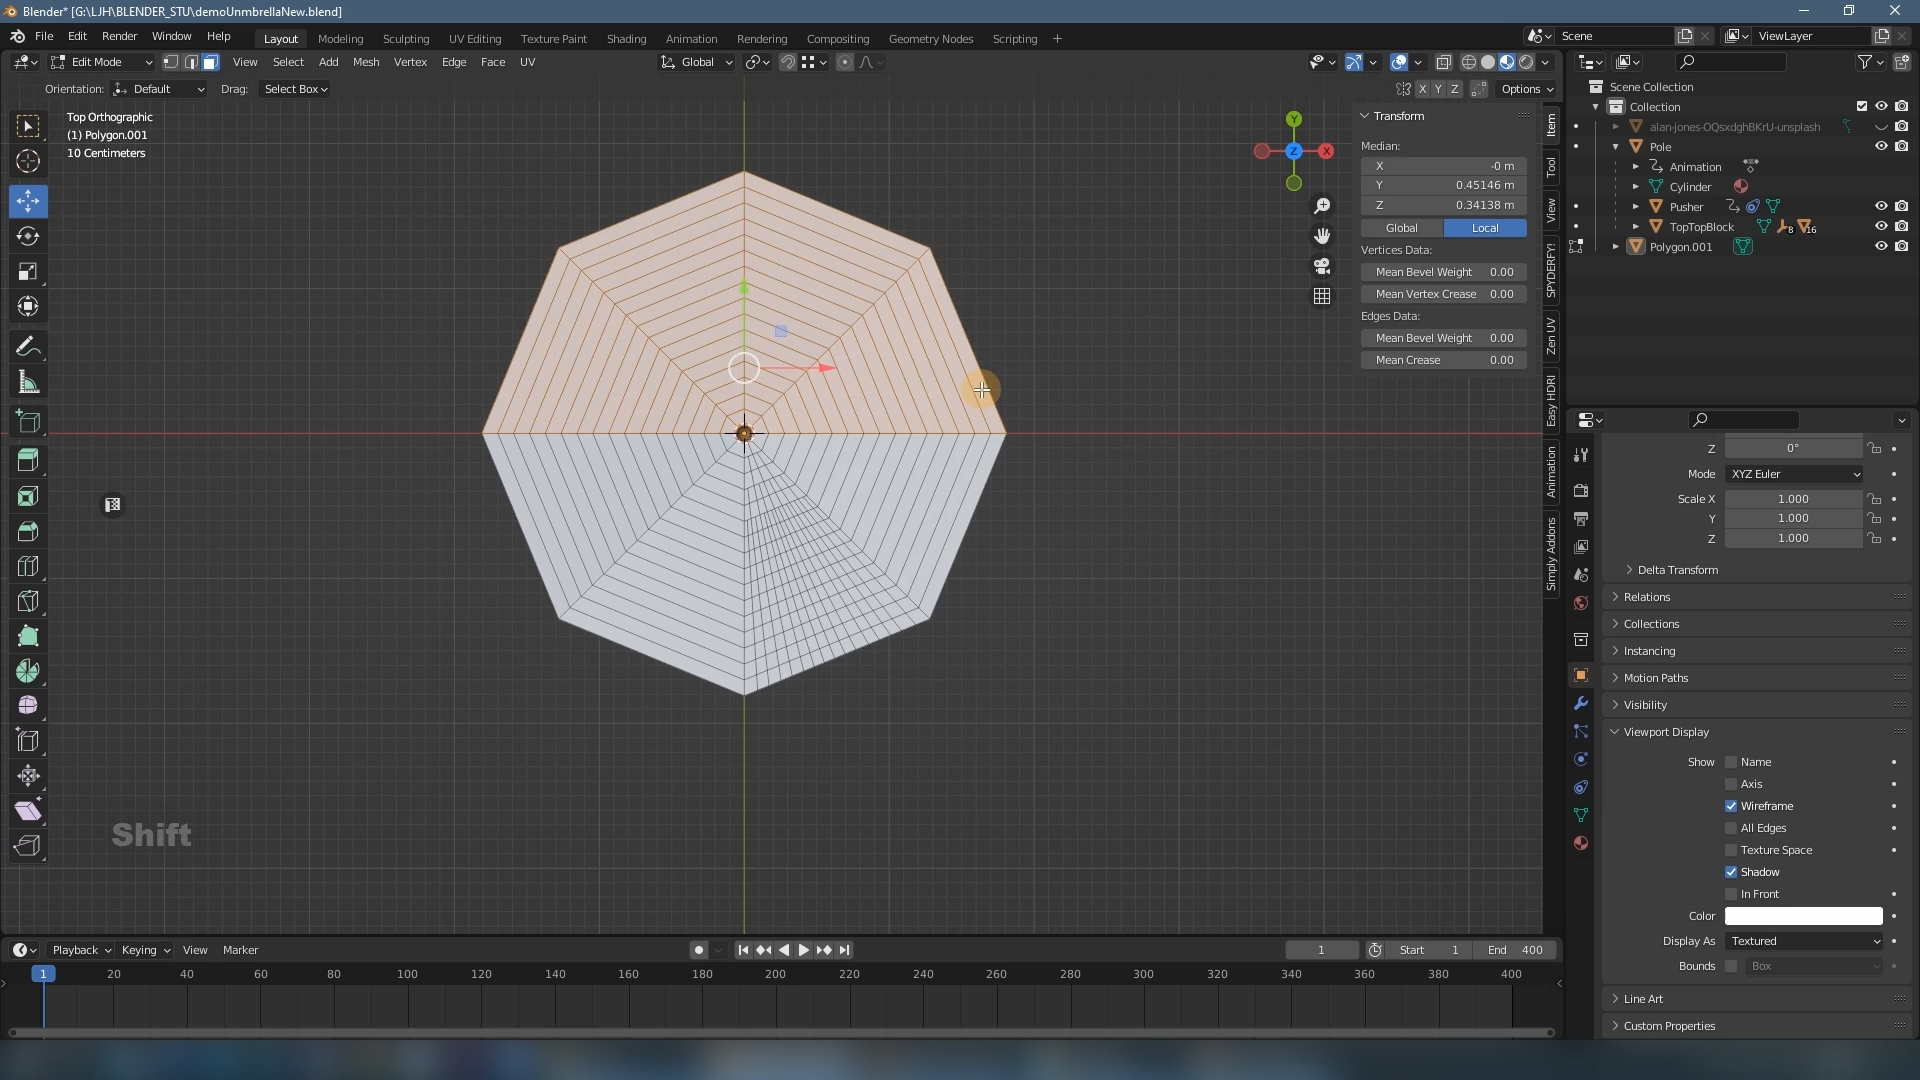 Blender* [G:\LJH\BLENDER_STU\demoUnmbrellaNew.blend]
File Edit Render Window Help Layout Modeling Sculpting UV Editing Texture Paint Shading Animation Rendering Compositing Geometry Nodes Scripting + Scene ViewLayer
Edit Mode View Select Add Mesh Vertex Edge Face UV Global
Orientation: Default Drag: Select Box X Y Z Options
Top Orthographic
(1) Polygon.001
10 Centimeters
Y
Z
X
Transform
Median:
X -0 m
Y 0.45146 m
Z 0.34138 m
Global Local
Vertices Data:
Mean Bevel Weight 0.00
Mean Vertex Crease 0.00
Edges Data:
Mean Bevel Weight 0.00
Mean Crease 0.00
Item
Tool
View
SPYDERFY!
Zen UV
Easy HDRI
Animation
Simply Addons
Scene Collection
Collection
alan-jones-OQsxdghBKrU-unsplash
Pole
Animation
Cylinder
Pusher
TopTopBlock 8 16
Polygon.001
Z 0°
Mode XYZ Euler
Scale X 1.000
Y 1.000
Z 1.000
Delta Transform
Relations
Collections
Instancing
Motion Paths
Visibility
Viewport Display
Show Name
Axis
Wireframe
All Edges
Texture Space
Shadow
In Front
Color
Display As Textured
Bounds Box
Line Art
Custom Properties
Shift
Playback Keying View Marker 1 Start 1 End 400
1 20 40 60 80 100 120 140 160 180 200 220 240 260 280 300 320 340 360 380 400